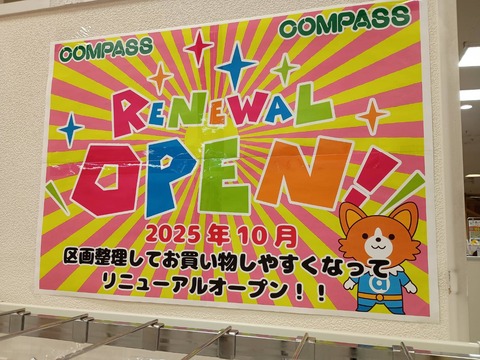 COMPASS COMPASS
RENEWAL
OPEN!
2025年10月
区画整理してお買い物しやすくなって
リニューアルオープン!!
a